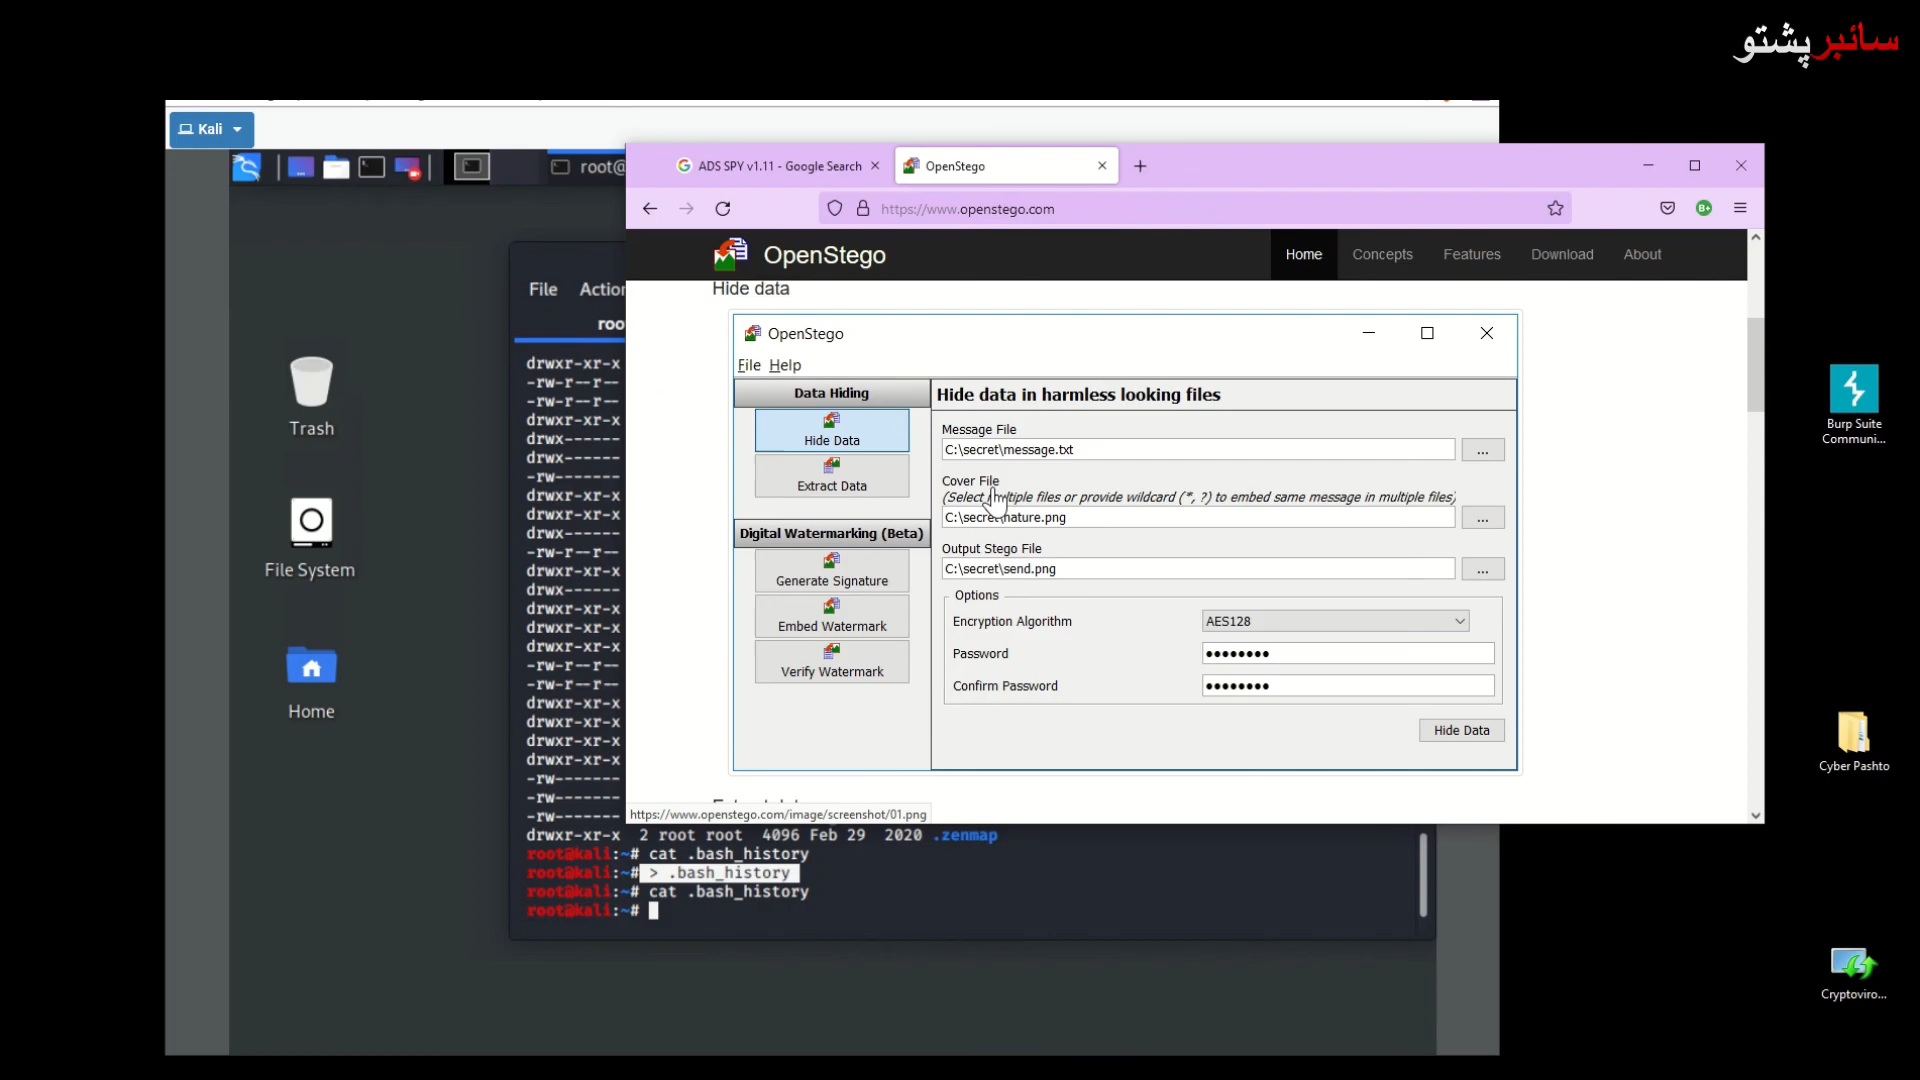 سائبر پشتو
Kali
root@
ADS SPY v1.11 - Google Search
OpenStego
https://www.openstego.com
OpenStego
Home
Concepts
Features
Download
About
Hide data
OpenStego
File Help
Data Hiding
Hide Data
Extract Data
Digital Watermarking (Beta)
Generate Signature
Embed Watermark
Verify Watermark
Hide data in harmless looking files
Message File
C:\secret\message.txt
...
Cover File
(Select multiple files or provide wildcard (*, ?) to embed same message in multiple files)
C:\secret\nature.png
...
Output Stego File
C:\secret\send.png
...
Options
Encryption Algorithm
AES128
Password
Confirm Password
Hide Data
https://www.openstego.com/image/screenshot/01.png
File Action
roo
drwxr-xr-x
-rw-r--r--
-rw-r--r--
drwxr-xr-x
drwxr-xr-x
drwx------
-rw-------
drwxr-xr-x
drwxr-xr-x
drwx------
-rw-r--r--
drwxr-xr-x
drwx------
drwxr-xr-x
drwxr-xr-x
drwxr-xr-x
-rw-r--r--
-rw-r--r--
drwxr-xr-x
drwxr-xr-x
drwxr-xr-x
drwxr-xr-x
-rw-------
-rw-------
-rw-------
drwxr-xr-x 2 root root 4096 Feb 29 2020 .zenmap
root@kali:~# cat .bash_history
root@kali:~# > .bash_history
root@kali:~# cat .bash_history
root@kali:~#
Trash
File System
Home
Burp Suite
Communi...
Cyber Pashto
Cryptoviro...